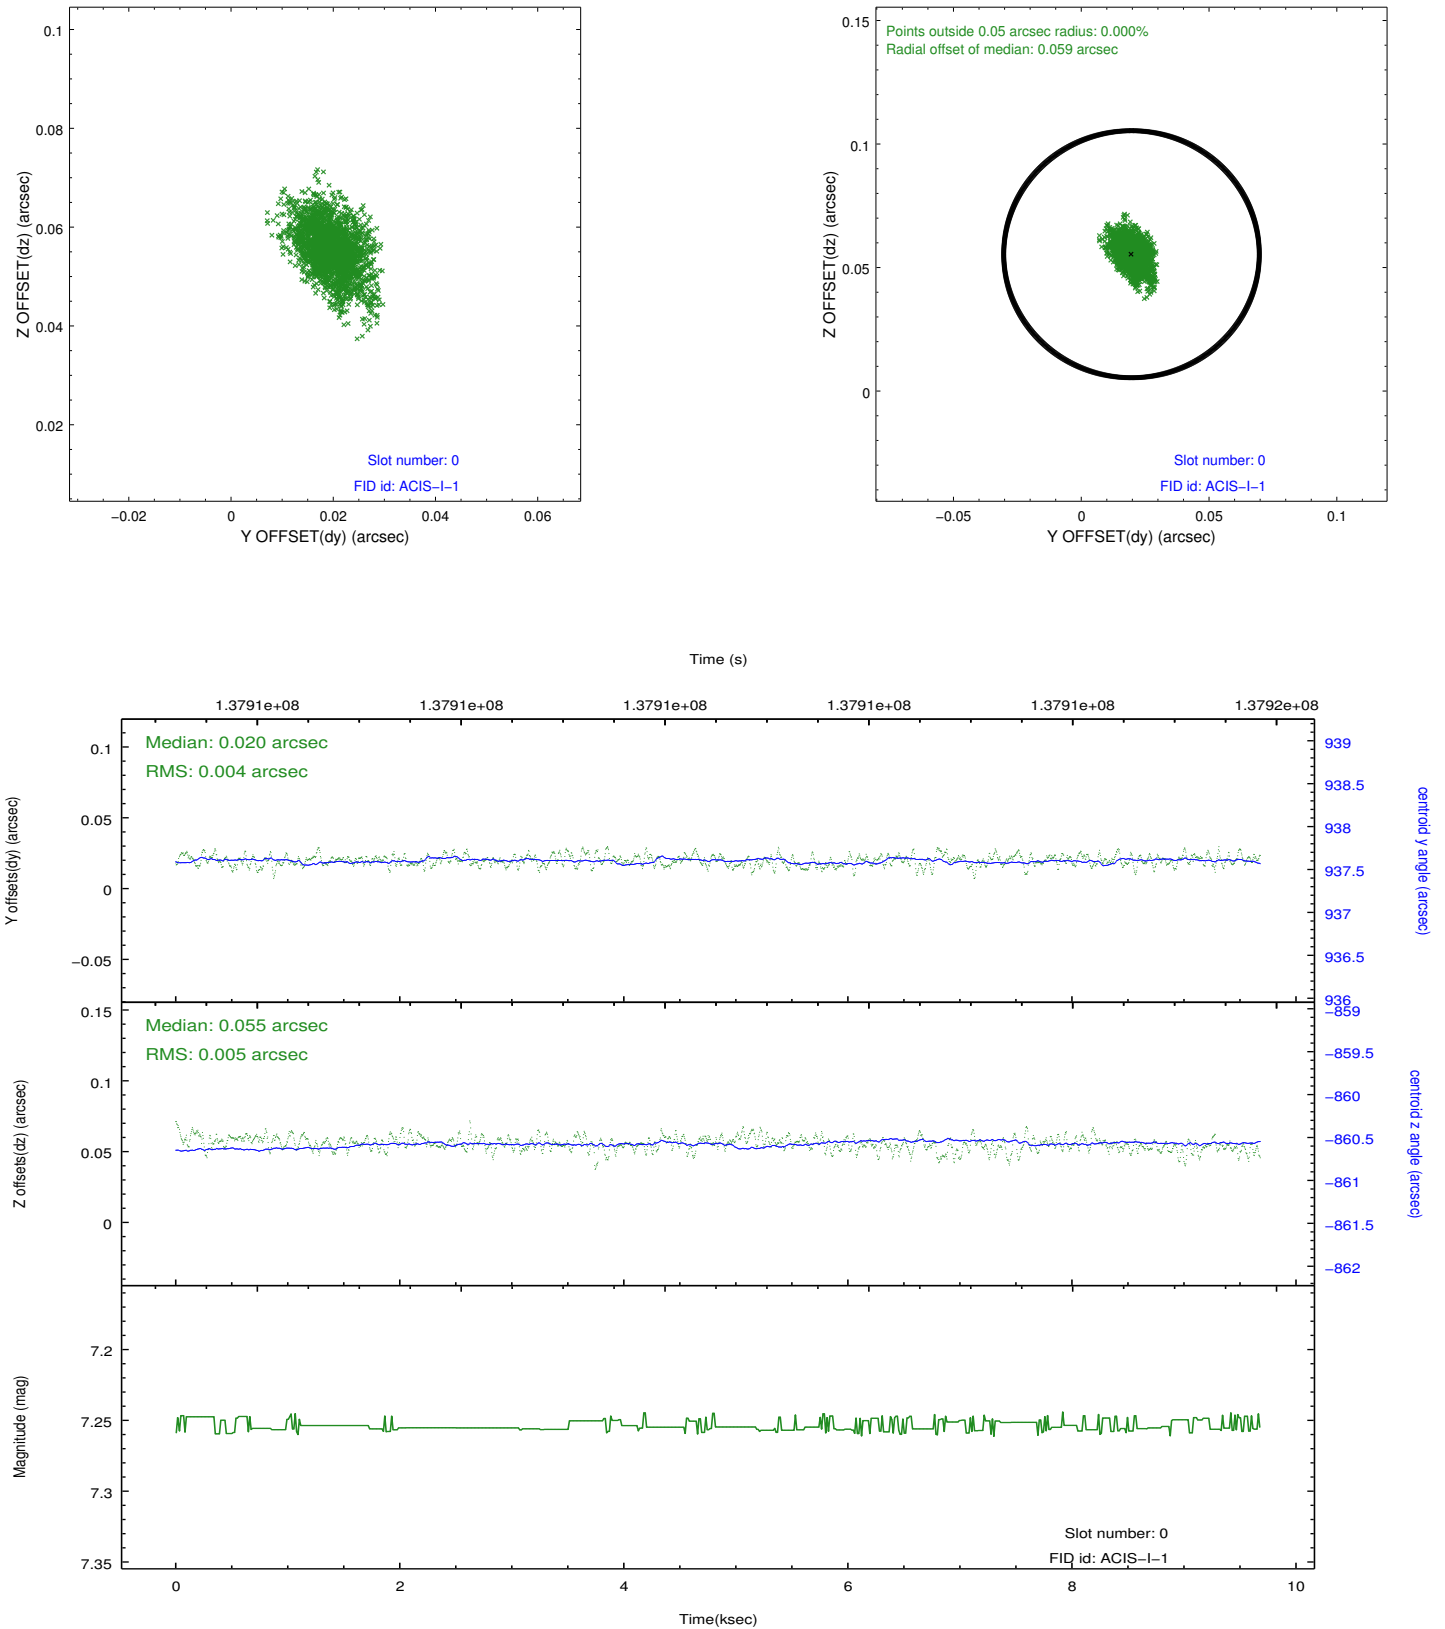 0.1
0.08
0.06
0.04
0.02
Z OFFSET(dz) (arcsec)
Slot number: 0
FID id: ACIS−I−1
−0.02 0 0.02 0.04 0.06
Y OFFSET(dy) (arcsec)
Points outside 0.05 arcsec radius: 0.000%
Radial offset of median: 0.059 arcsec
0.15
0.1
0.05
0
Z OFFSET(dz) (arcsec)
Slot number: 0
FID id: ACIS−I−1
−0.05 0 0.05 0.1
Y OFFSET(dy) (arcsec)
Time (s)
1.3791e+08 1.3791e+08 1.3791e+08 1.3791e+08 1.3791e+08 1.3792e+08
Median: 0.020 arcsec
RMS: 0.004 arcsec
0.1
0.05
0
−0.05
Y offsets(dy) (arcsec)
939
938.5
938
937.5
937
936.5
936
centroid y angle (arcsec)
Median: 0.055 arcsec
RMS: 0.005 arcsec
0.15
0.1
0.05
0
Z offsets(dz) (arcsec)
−859
−859.5
−860
−860.5
−861
−861.5
−862
centroid z angle (arcsec)
7.2
7.25
7.3
7.35
Magnitude (mag)
Slot number: 0
FID id: ACIS−I−1
0 2 4 6 8 10
Time(ksec)